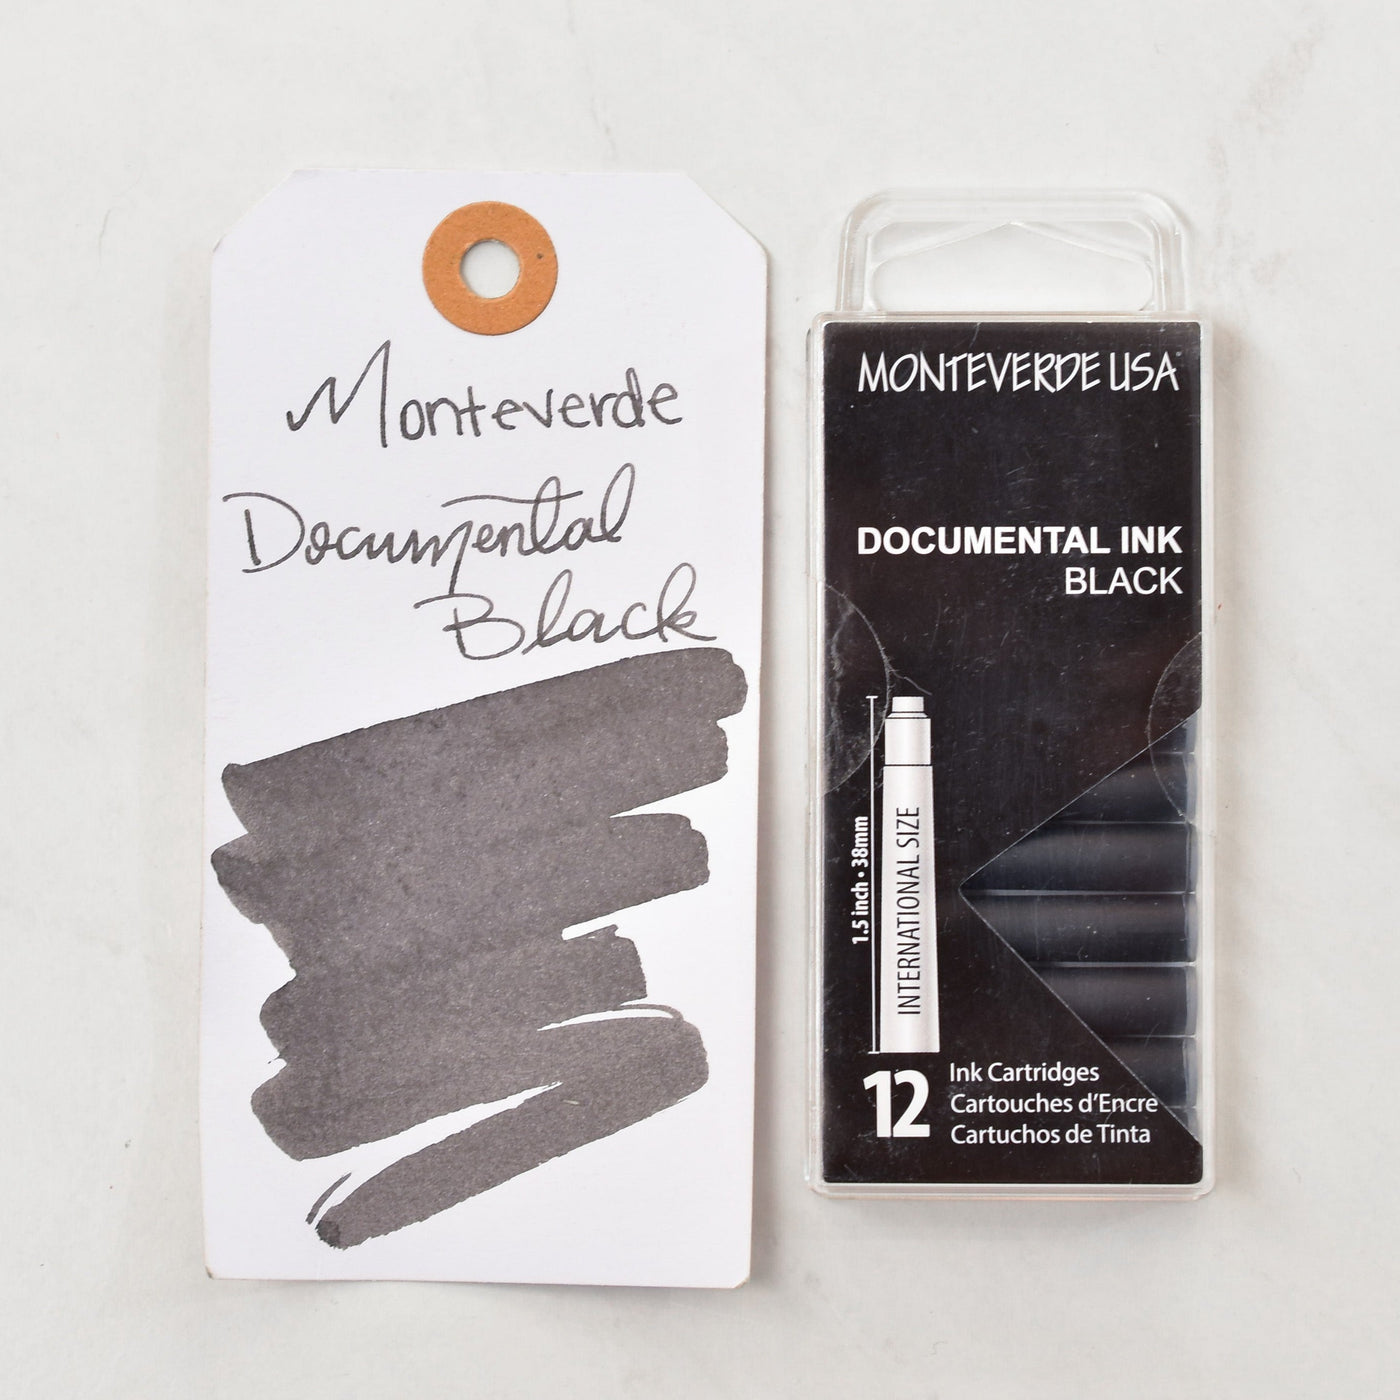 Monteverde
Documental
Black
MONTEVERDE USA
DOCUMENTAL INK
BLACK
1.5 inch • 38mm
INTERNATIONAL SIZE
12
Ink Cartridges
Cartouches d'Encre
Cartuchos de Tinta